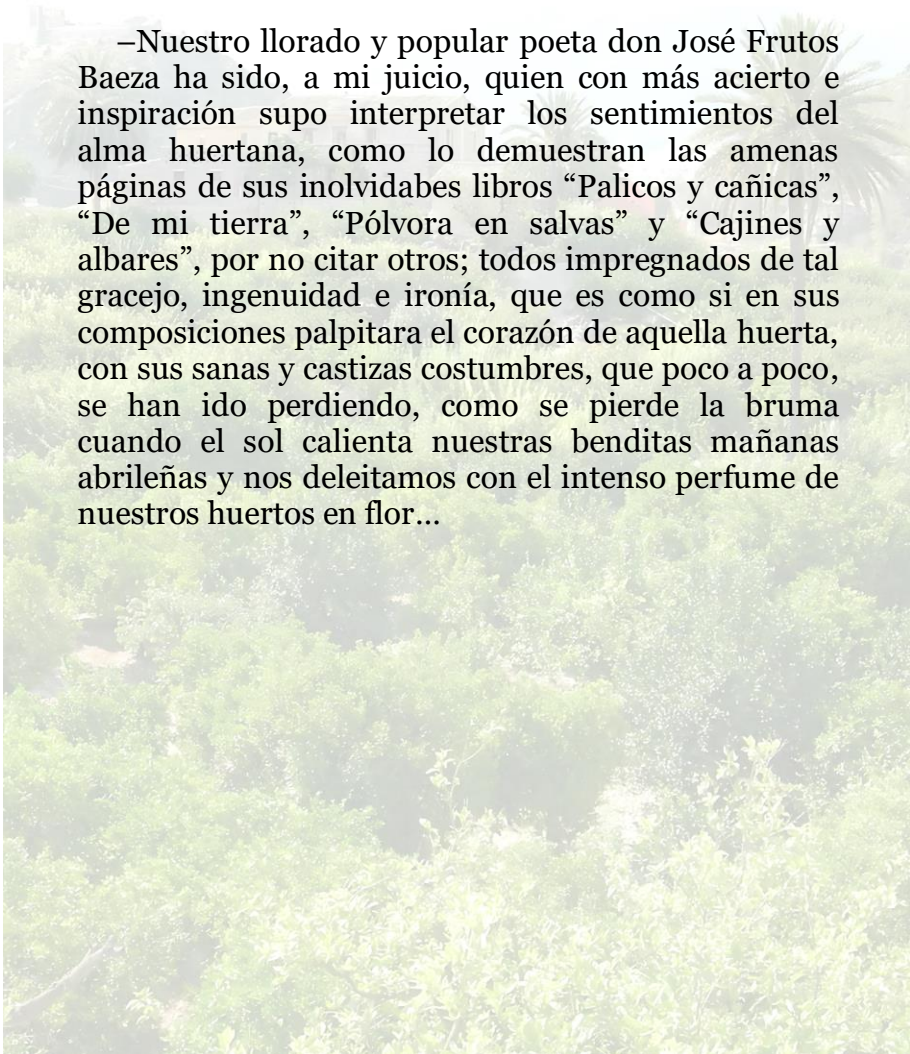 –Nuestro llorado y popular poeta don José Frutos
Baeza ha sido, a mi juicio, quien con más acierto e
inspiración supo interpretar los sentimientos del
alma huertana, como lo demuestran las amenas
páginas de sus inolvidabes libros “Palicos y cañicas”,
“De mi tierra”, “Pólvora en salvas” y “Cajines y
albares”, por no citar otros; todos impregnados de tal
gracejo, ingenuidad e ironía, que es como si en sus
composiciones palpitara el corazón de aquella huerta,
con sus sanas y castizas costumbres, que poco a poco,
se han ido perdiendo, como se pierde la bruma
cuando el sol calienta nuestras benditas mañanas
abrileñas y nos deleitamos con el intenso perfume de
nuestros huertos en flor...